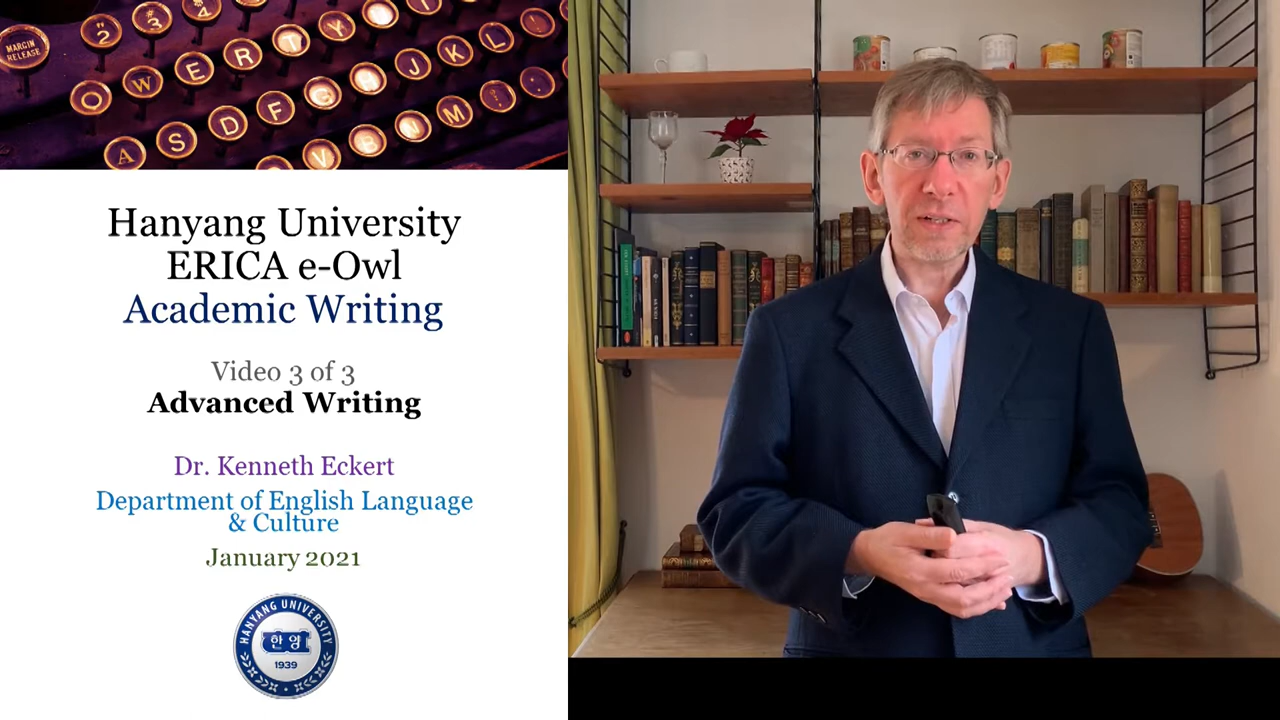 MARGIN
RELEASE
"2
#3
$4
Q W E R T Y I
A S D F G H J K L
V B N M
Hanyang University
ERICA e-Owl
Academic Writing
Video 3 of 3
Advanced Writing
Dr. Kenneth Eckert
Department of English Language
& Culture
January 2021
HANYANG UNIVERSITY
한양
1939